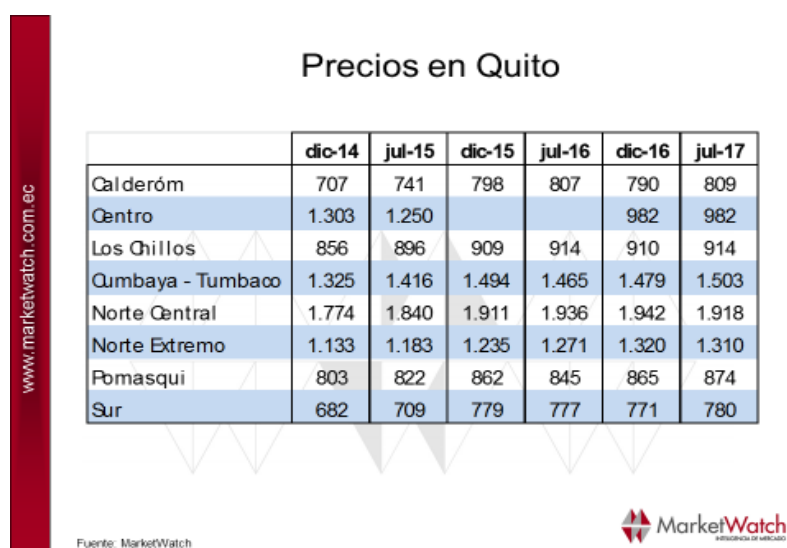 Precios en Quito
dic-14 jul-15 dic-15 jul-16 dic-16 jul-17
Calderóm 707 741 798 807 790 809
Centro 1.303 1.250 982 982
Los Chillos 856 896 909 914 910 914
Cumbaya - Tumbaco 1.325 1.416 1.494 1.465 1.479 1.503
Norte Central 1.774 1.840 1.911 1.936 1.942 1.918
Norte Extremo 1.133 1.183 1.235 1.271 1.320 1.310
Pomasqui 803 822 862 845 865 874
Sur 682 709 779 777 771 780
www.marketwatch.com.ec
MarketWatch
INTELIGENCIA DE MERCADO
Fuente: MarketWatch